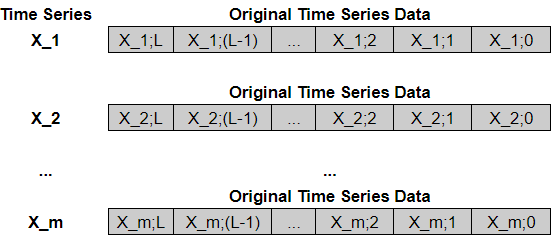 Time Series Original Time Series Data
X_1 X_1;L X_1;(L-1) ... X_1;2 X_1;1 X_1;0
Original Time Series Data
X_2 X_2;L X_2;(L-1) ... X_2;2 X_2;1 X_2;0
... ...
Original Time Series Data
X_m X_m;L X_m;(L-1) ... X_m;2 X_m;1 X_m;0